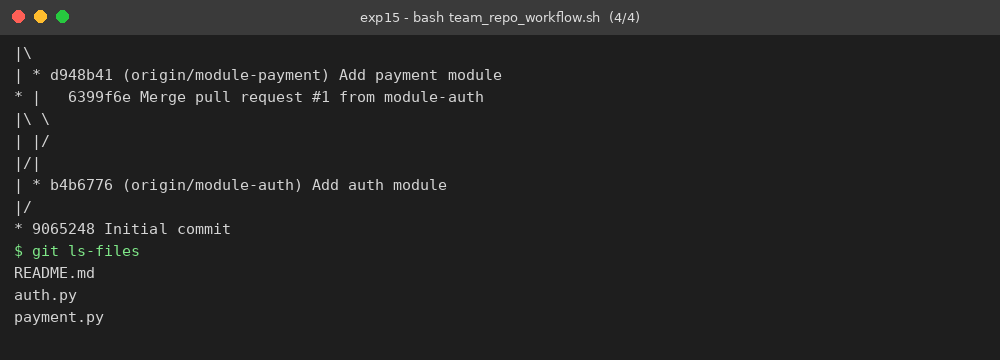 exp15 - bash team_repo_workflow.sh  (4/4)
|\
| * d948b41 (origin/module-payment) Add payment module
* |   6399f6e Merge pull request #1 from module-auth
|\ \
| |/
|/|
| * b4b6776 (origin/module-auth) Add auth module
|/
* 9065248 Initial commit
$ git ls-files
README.md
auth.py
payment.py